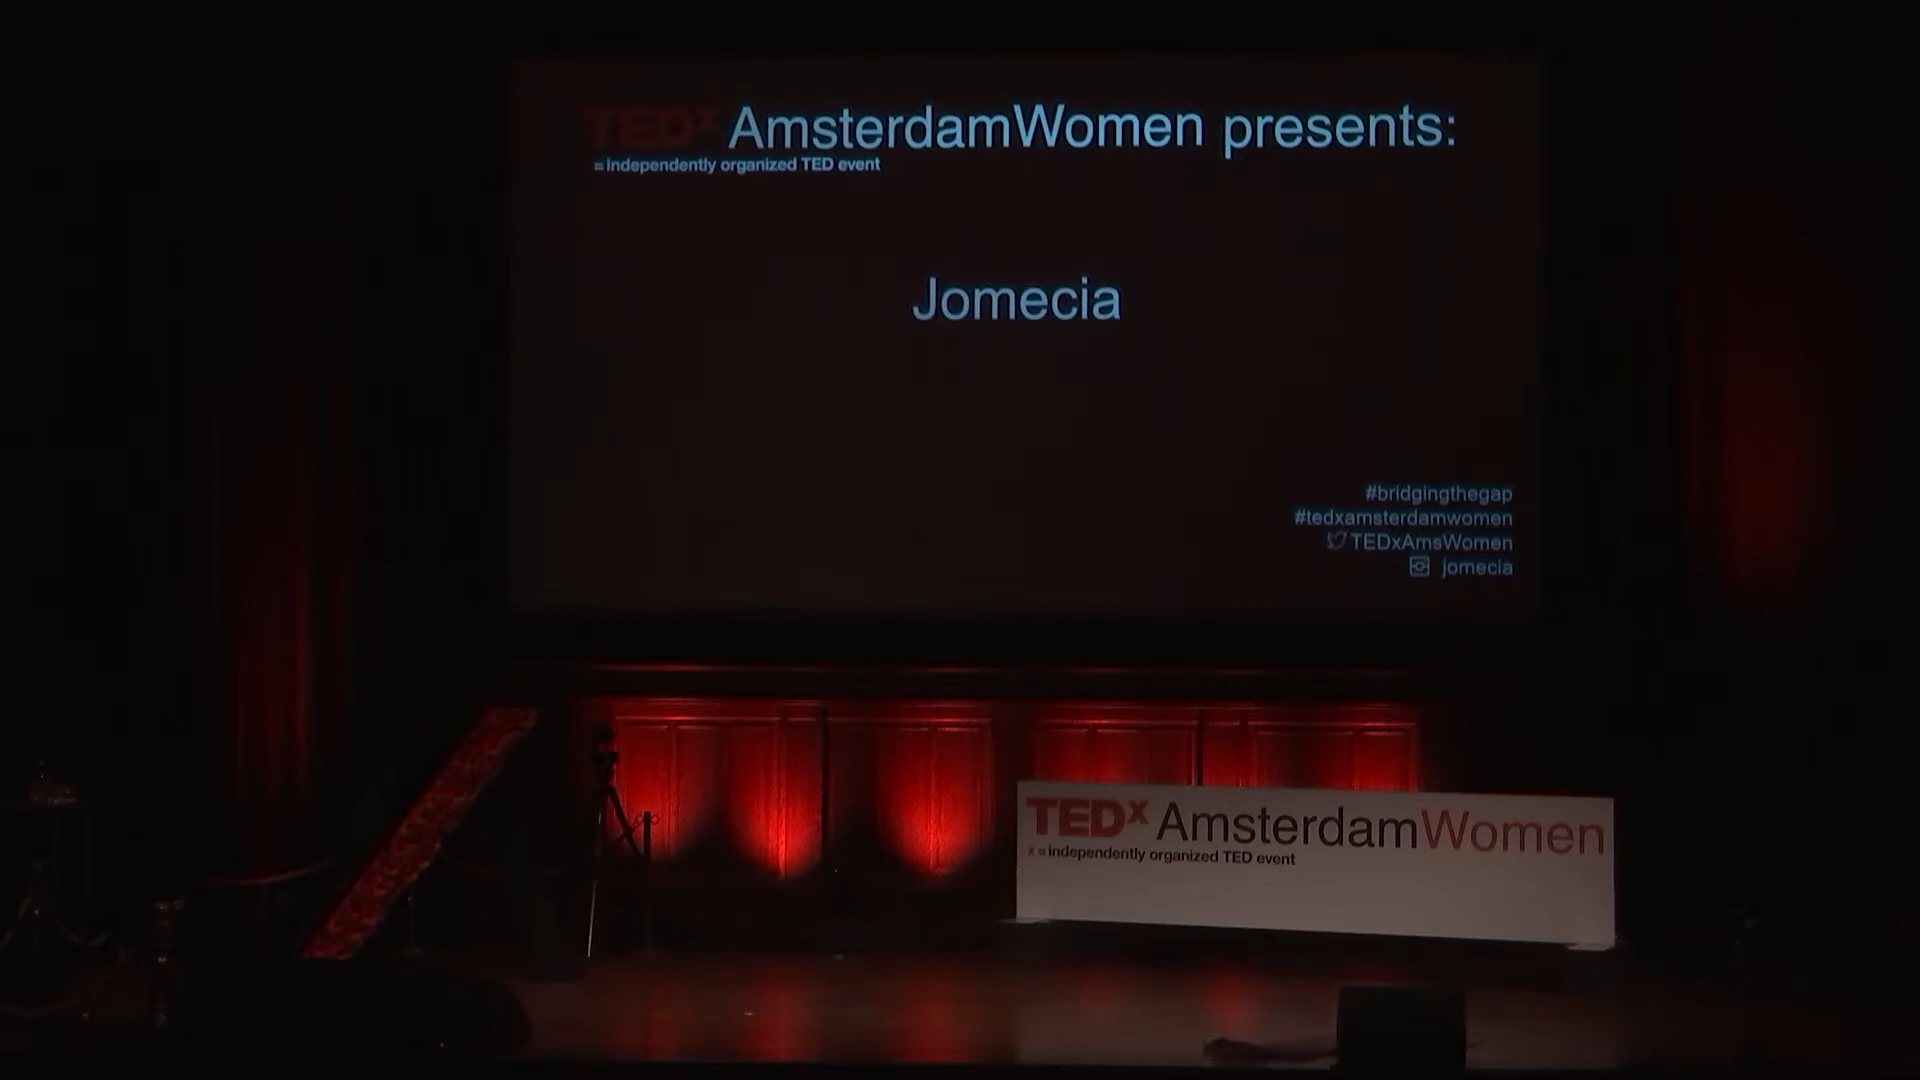 TEDx AmsterdamWomen presents:
= independently organized TED event
Jomecia
#bridgingthegap
#tedxamsterdamwomen
TEDxAmsWomen
jomecia
TEDx AmsterdamWomen
x = independently organized TED event